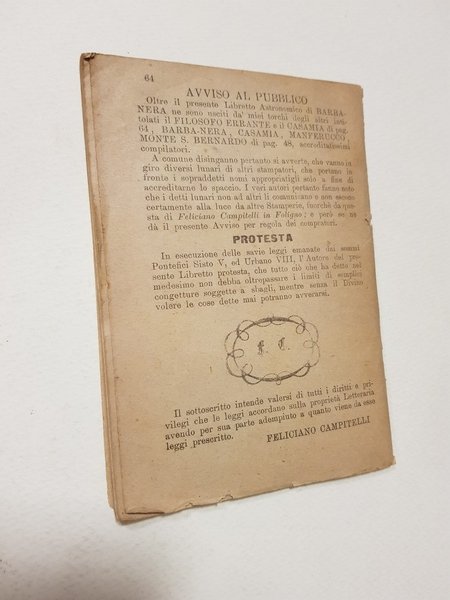 64
AVVISO AL PUBBLICO
Oltre il presente Libretto Astronomico di BARBA-
NERA ne sono usciti da' miei torchi degli altri inti-
tolati il FILOSOFO ERRANTE e il CASAMIA di pag.
64, BARBA-NERA, CASAMIA, MANFERUCCO,
MONTE S. BERNARDO di pag. 48, accreditatissimi
compilatori.
A comune disinganno pertanto si avverte, che vanno in
giro diversi lunari di altri stampatori, che portano in
fronte i sopraddetti nomi appropriatigli solo a fine di
accreditarne lo spaccio. I veri autori pertanto fanno noto
che i detti lunari non ad altri li comunicano e non escono
certamente alla luce da altre Stamperie, fuorchè da que-
sta di Feliciano Campitelli in Foligno; e però se ne
dà il presente Avviso per regola dei compratori.
PROTESTA
In esecuzione delle savie leggi emanate dai sommi
Pontefici Sisto V, ed Urbano VIII, l'Autore del pre-
sente Libretto protesta, che tutto ciò che ha detto nel
medesimo non debba oltrepassare i limiti di semplici
congetture soggette a sbagli, mentre senza il Divino
volere le cose dette mai potranno avverarsi.
F. C.
Il sottoscritto intende valersi di tutti i diritti e pri-
vilegi che le leggi accordano sulla proprietà Letteraria
avendo per sua parte adempiuto a quanto viene da esse
leggi prescritto.
FELICIANO CAMPITELLI